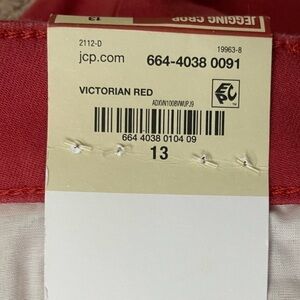 13
JEGGING CROP
2112-D 19963-8
jcp.com 664-4038 0091
VICTORIAN RED
664 4038 0104 09
13